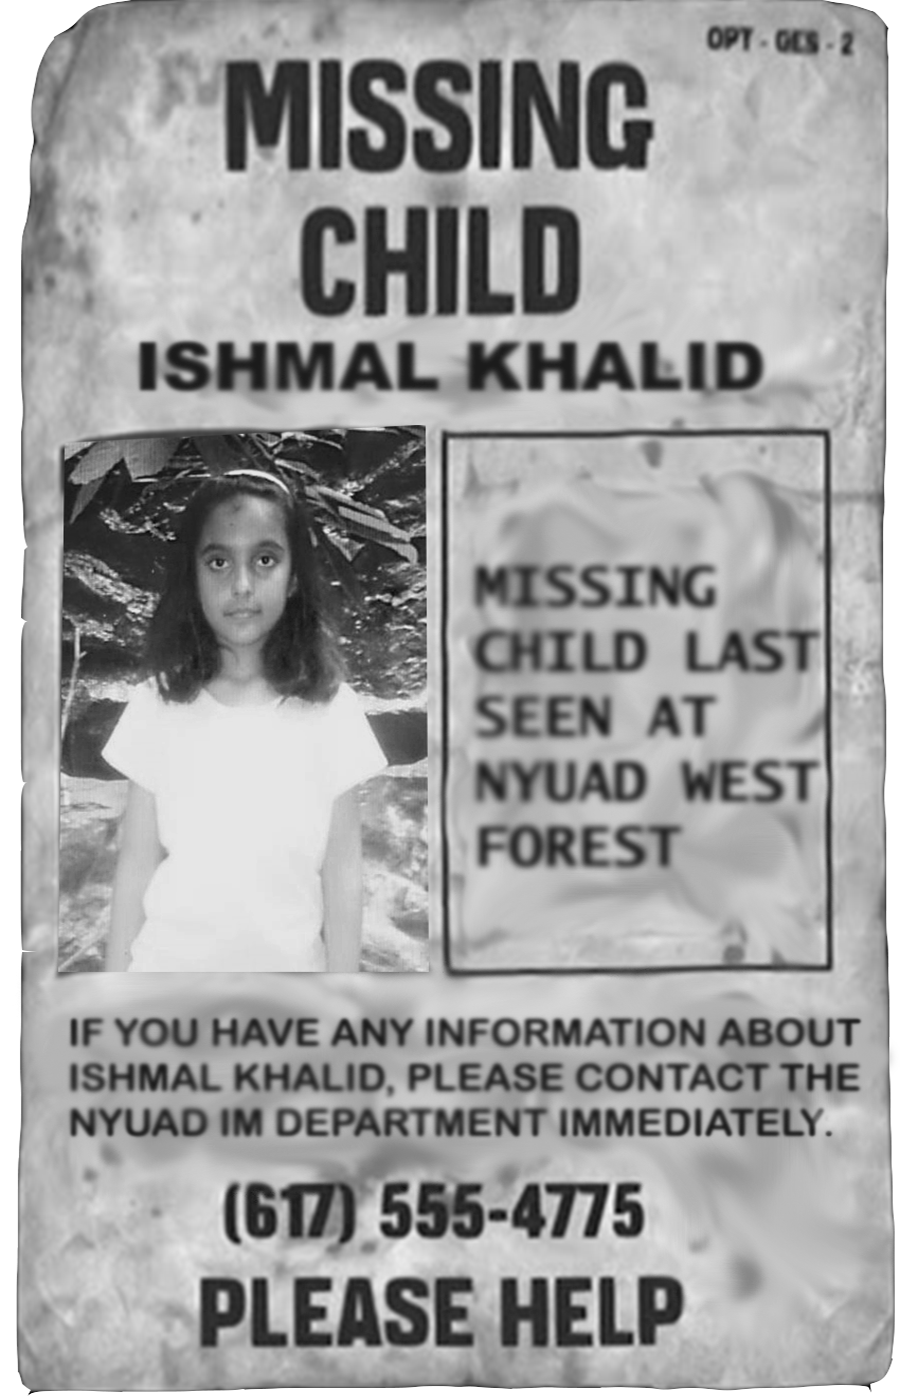 OPT - GES - 2
MISSING
CHILD
ISHMAL KHALID
MISSING
CHILD LAST
SEEN AT
NYUAD WEST
FOREST
IF YOU HAVE ANY INFORMATION ABOUT
ISHMAL KHALID, PLEASE CONTACT THE
NYUAD IM DEPARTMENT IMMEDIATELY.
(617) 555-4775
PLEASE HELP